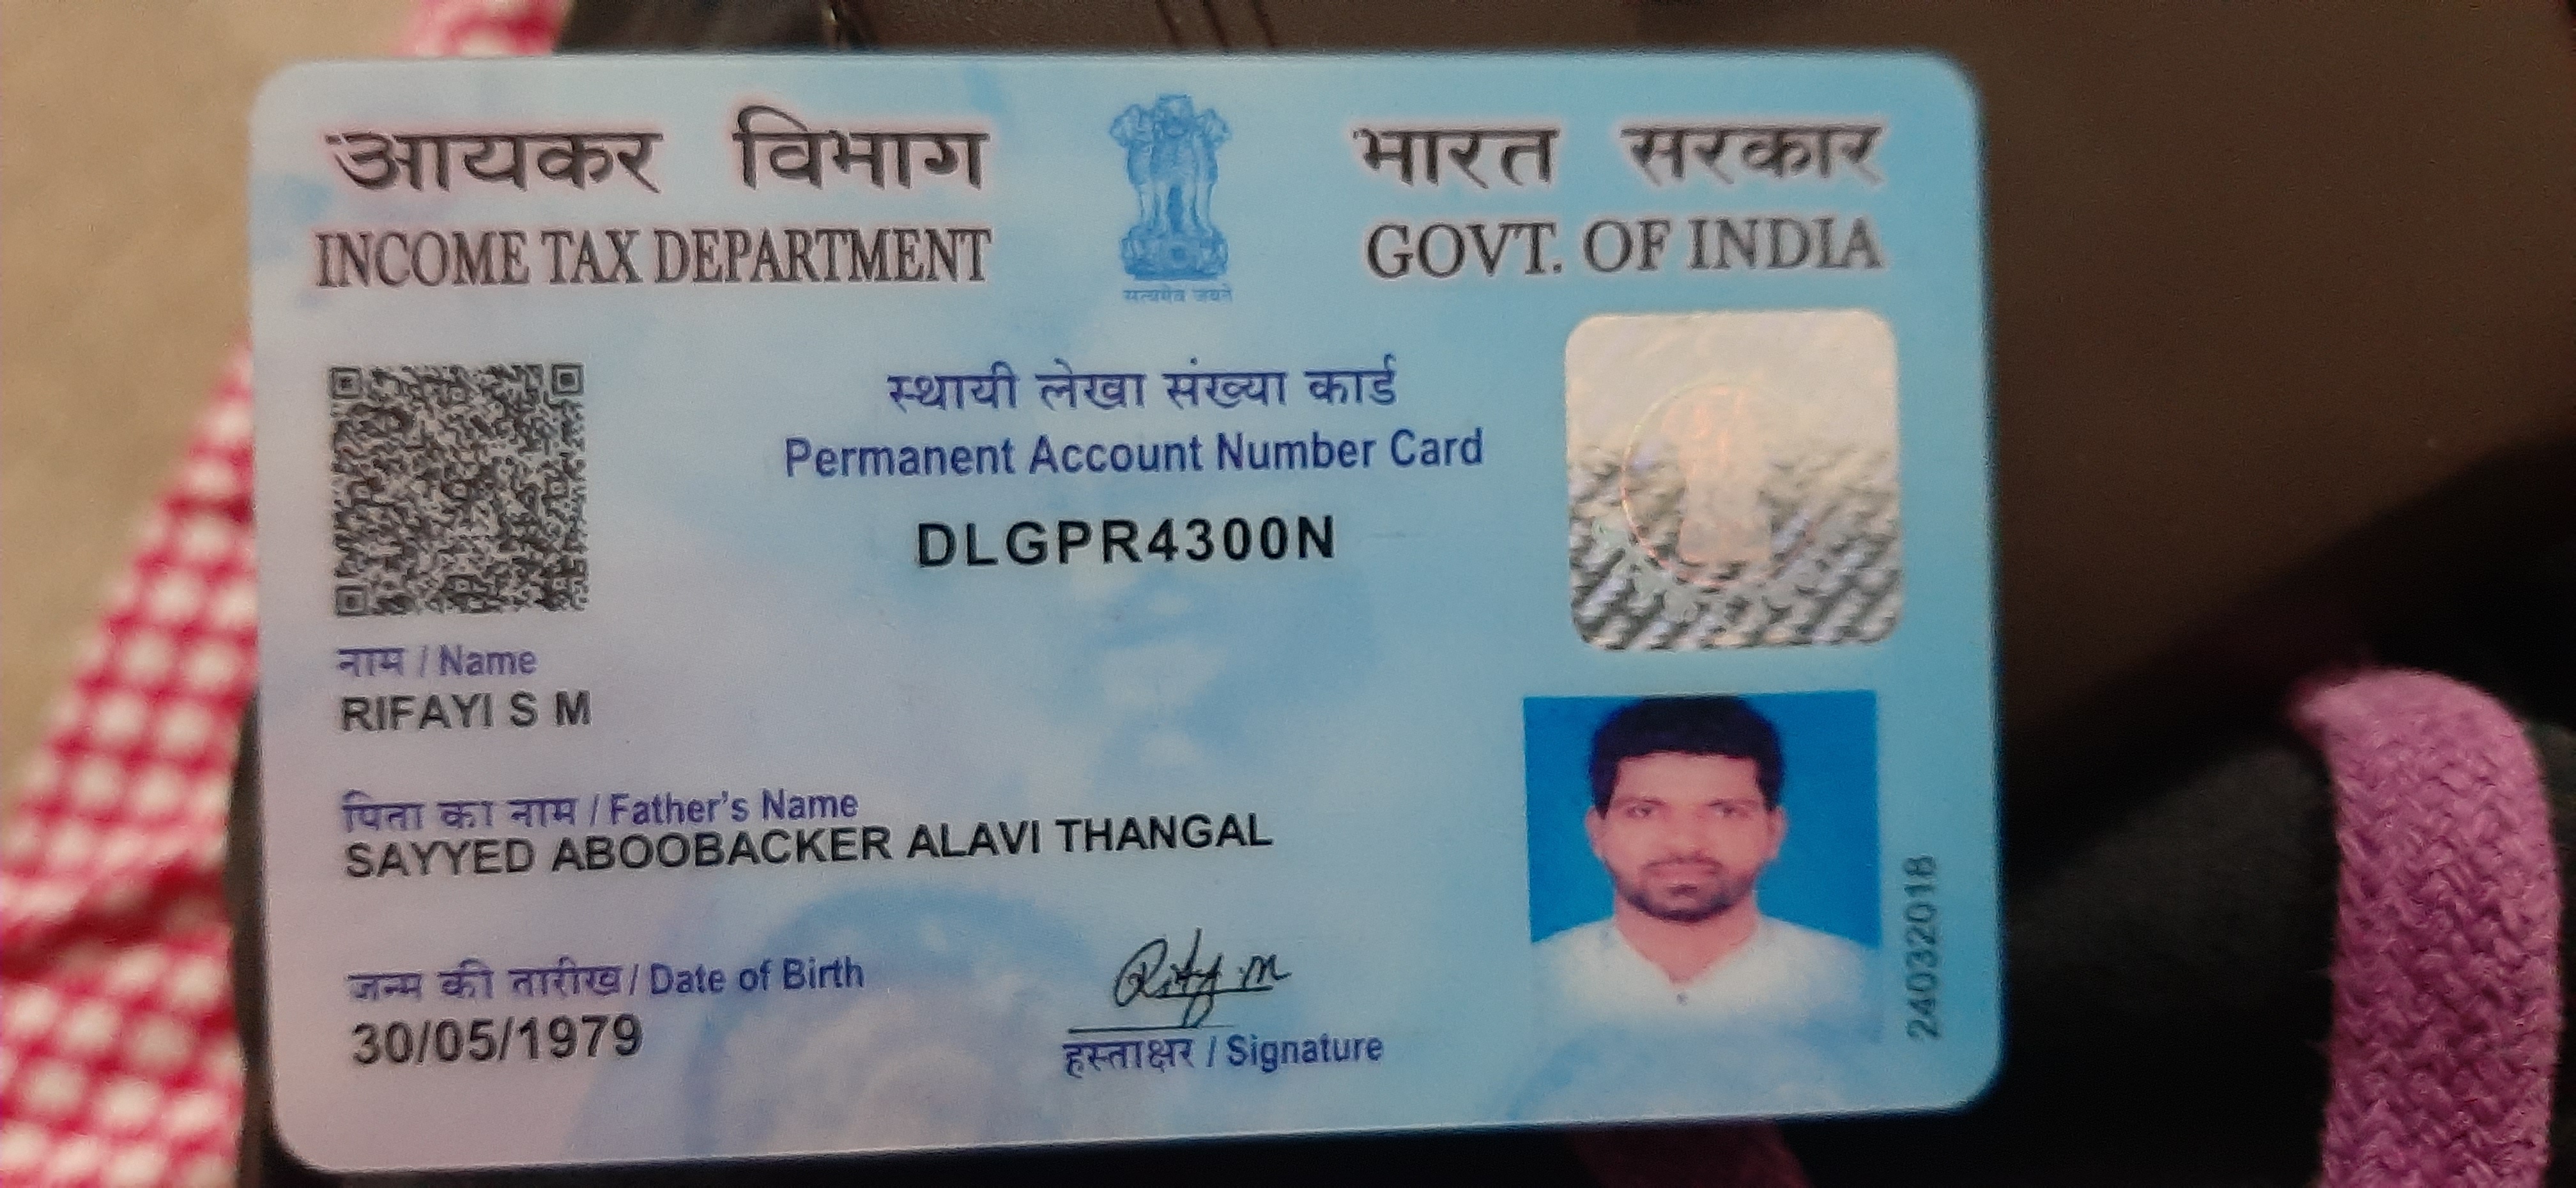 आयकर विभाग
INCOME TAX DEPARTMENT
सत्यमेव जयते
भारत सरकार
GOVT. OF INDIA
स्थायी लेखा संख्या कार्ड
Permanent Account Number Card
DLGPR4300N
नाम / Name
RIFAYI S M
पिता का नाम / Father's Name
SAYYED ABOOBACKER ALAVI THANGAL
जन्म की तारीख / Date of Birth
30/05/1979
हस्ताक्षर / Signature
24032018